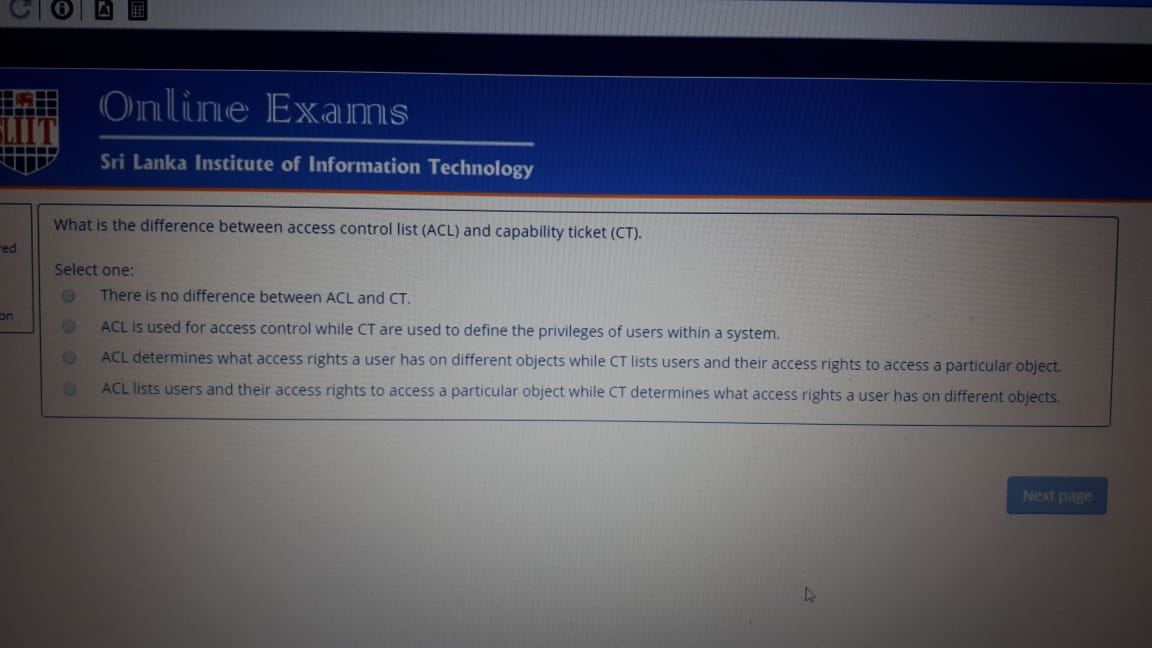 Online Exams
SLIIT
Sri Lanka Institute of Information Technology
What is the difference between access control list (ACL) and capability ticket (CT).
Select one:
There is no difference between ACL and CT.
ACL is used for access control while CT are used to define the privileges of users within a system.
ACL determines what access rights a user has on different objects while CT lists users and their access rights to access a particular object.
ACL lists users and their access rights to access a particular object while CT determines what access rights a user has on different objects.
Next page